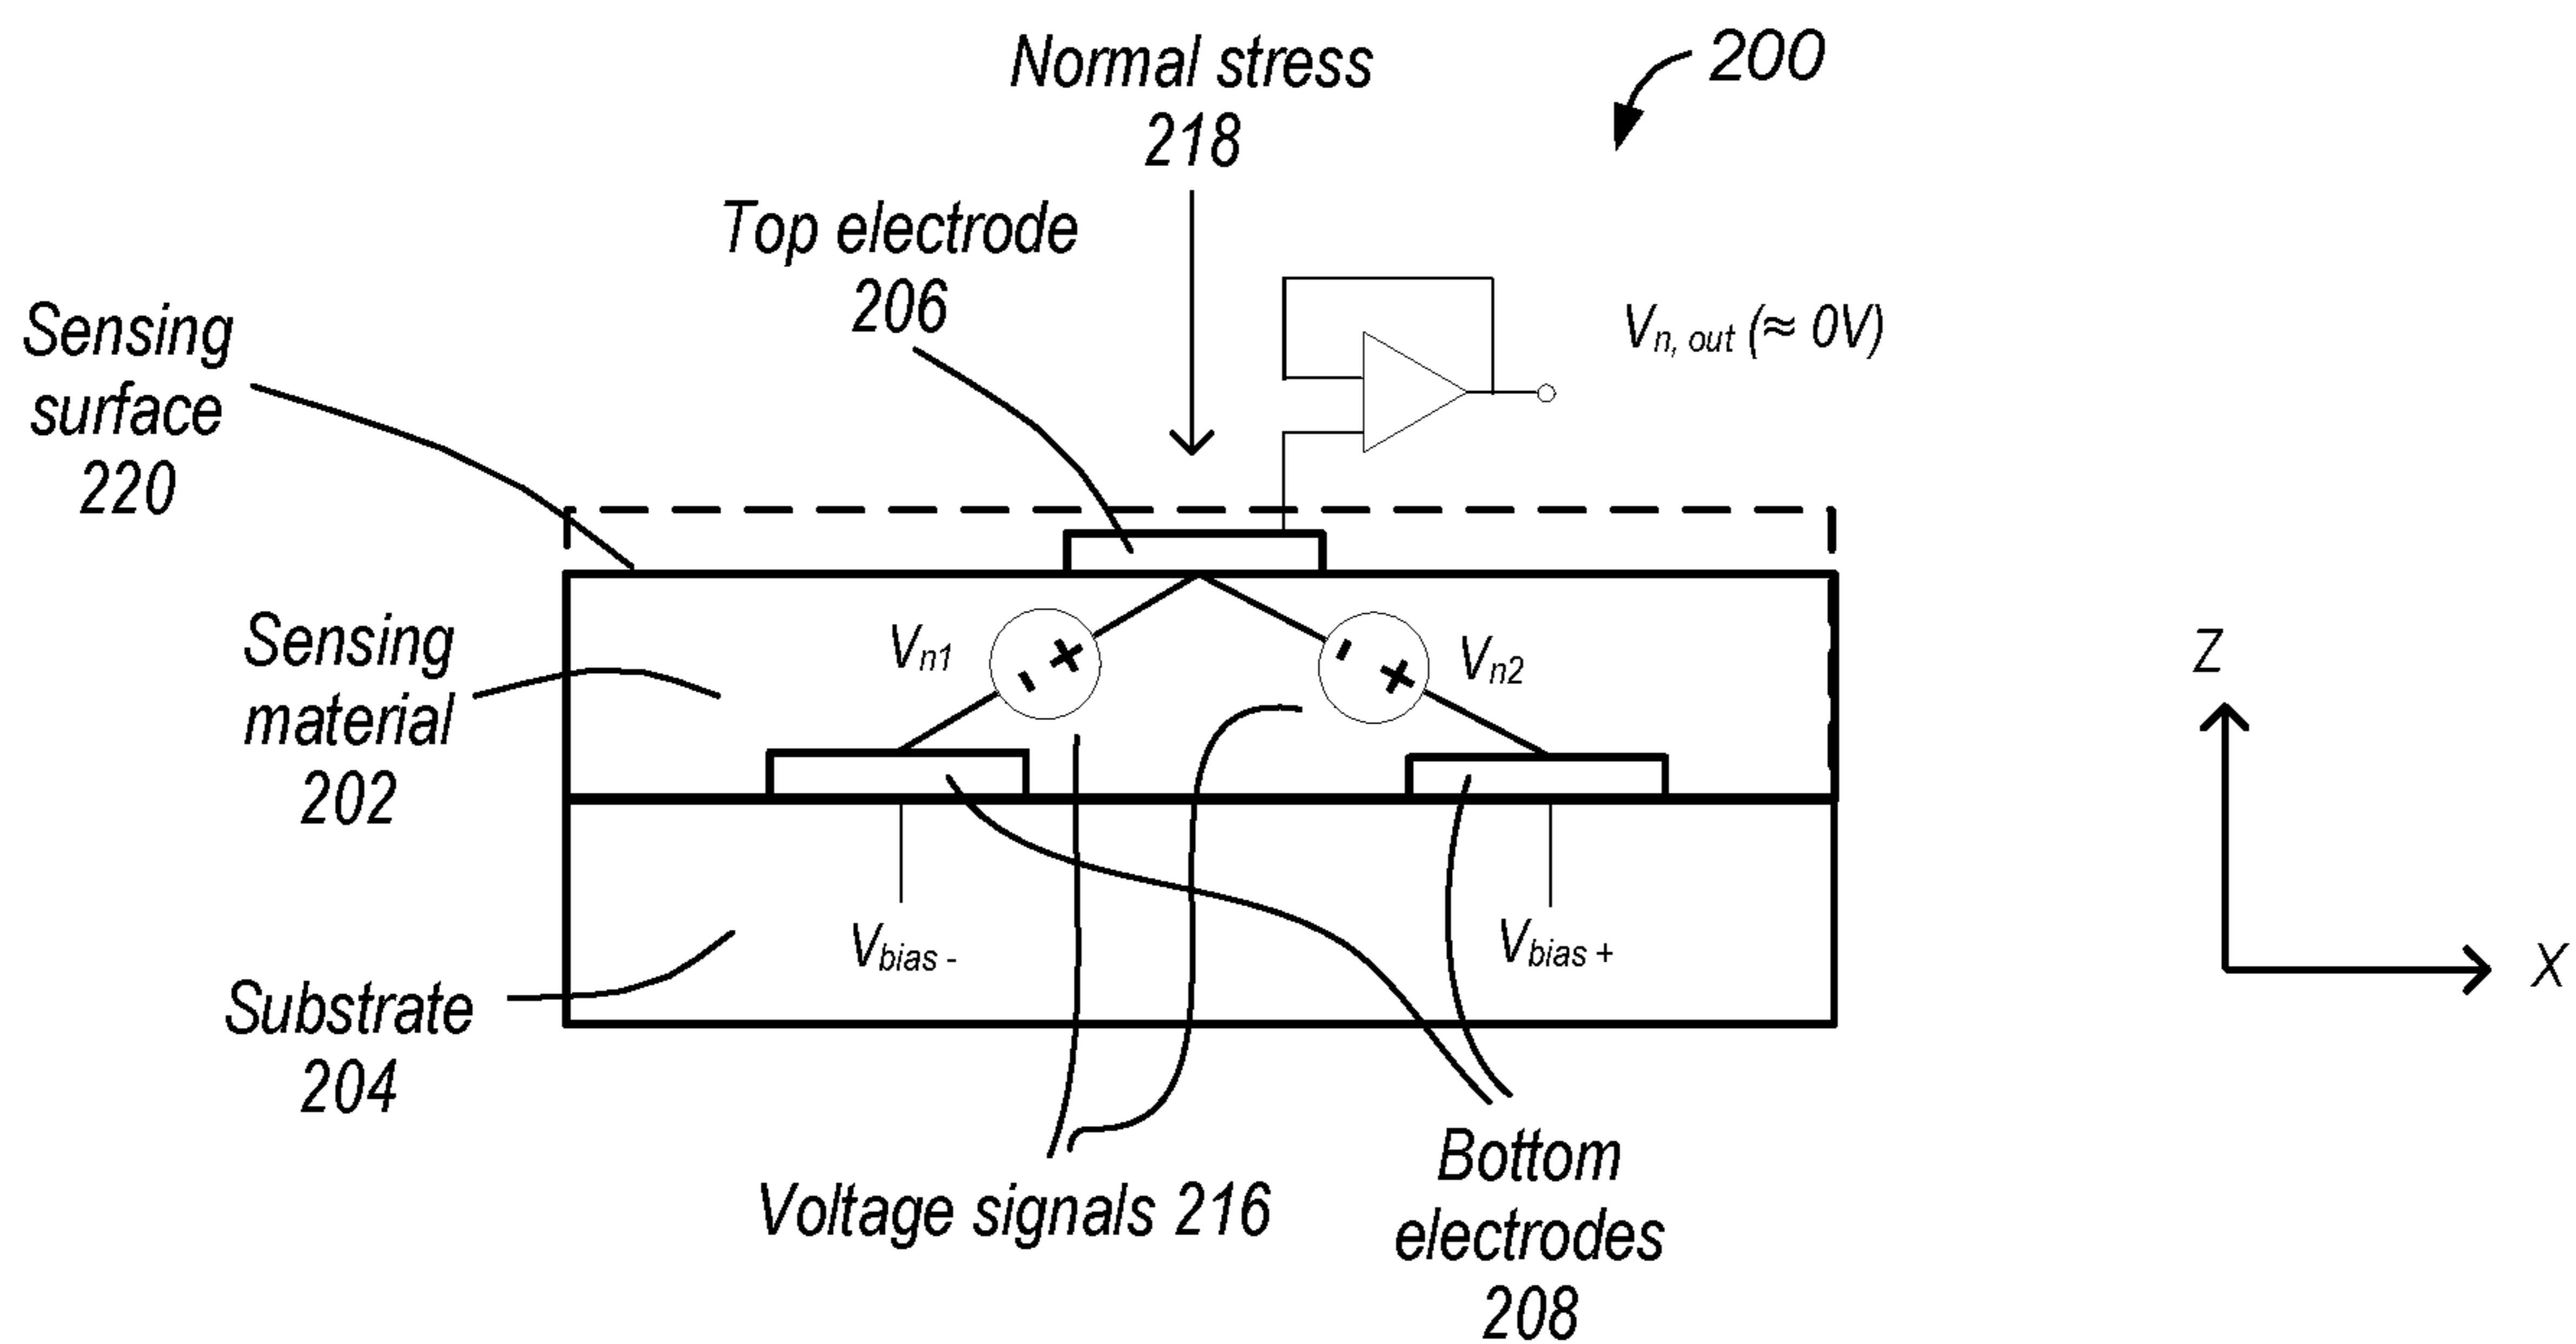 200
Normal stress
218
Top electrode
206
Sensing
surface
220
Vn, out (≈ 0V)
Sensing
material
202
Vn1
- +
- +
Vn2
Z
X
Vbias -
Vbias +
Substrate
204
Voltage signals 216
Bottom
electrodes
208